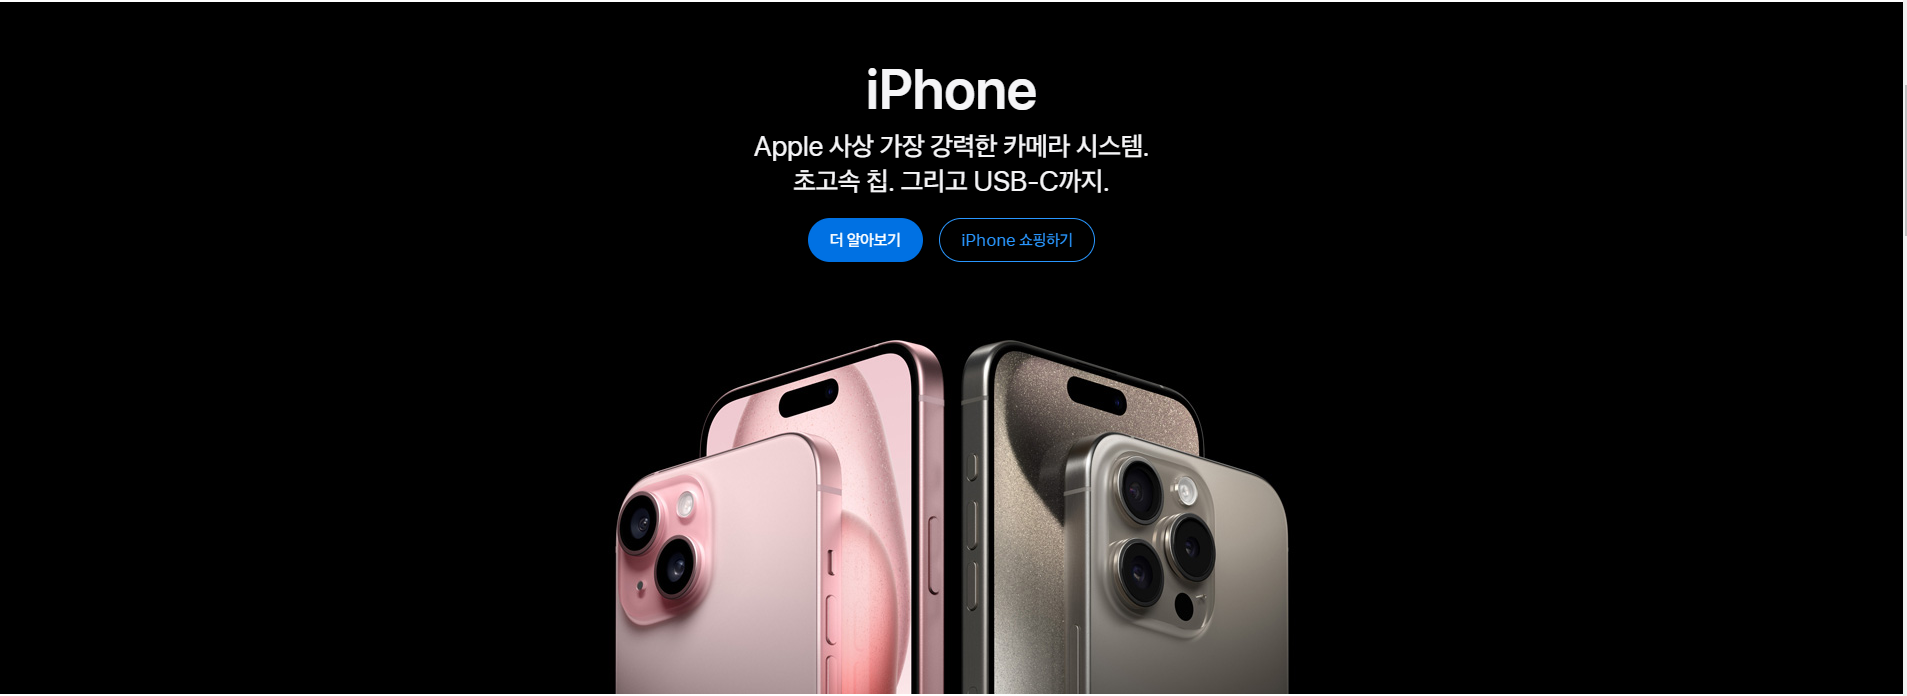 iPhone
Apple 사상 가장 강력한 카메라 시스템.
초고속 칩. 그리고 USB-C까지.
더 알아보기
iPhone 쇼핑하기